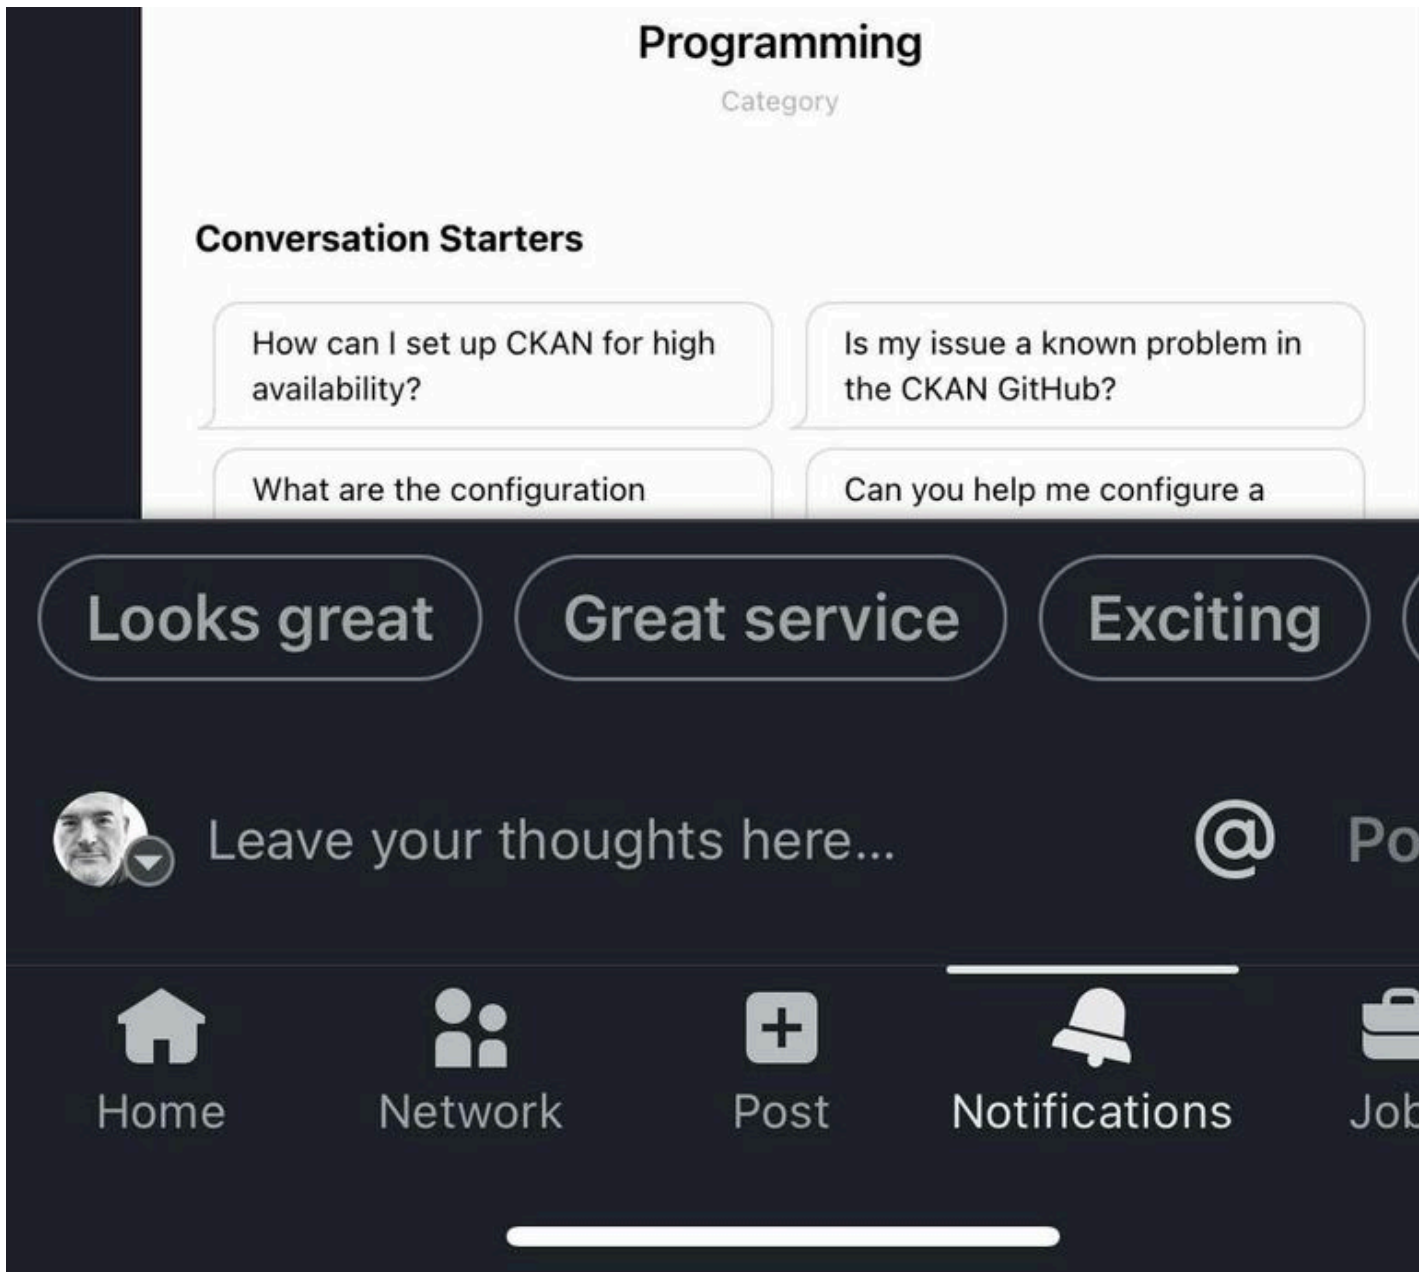 Programming
Category
Conversation Starters
How can I set up CKAN for high
availability?
Is my issue a known problem in
the CKAN GitHub?
What are the configuration
Can you help me configure a
Looks great
Great service
Exciting
Leave your thoughts here...
@
Home
Network
Post
Notifications